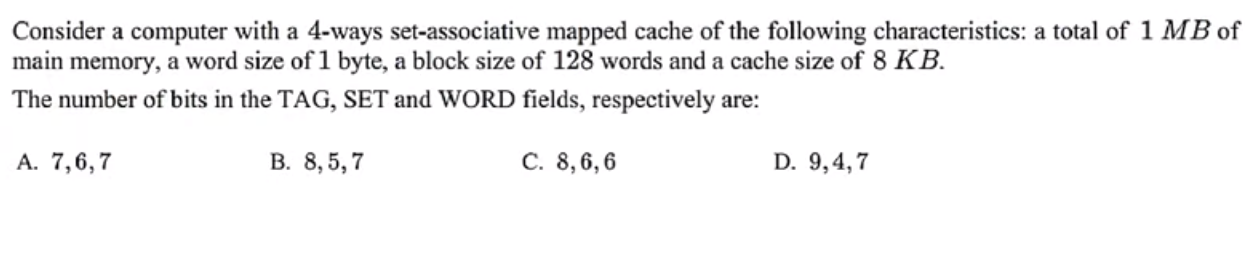 Consider a computer with a 4-ways set-associative mapped cache of the following characteristics: a total of 1 MB of
main memory, a word size of 1 byte, a block size of 128 words and a cache size of 8 KB.
The number of bits in the TAG, SET and WORD fields, respectively are:
A. 7,6,7 B. 8,5,7 C. 8,6,6 D. 9,4,7